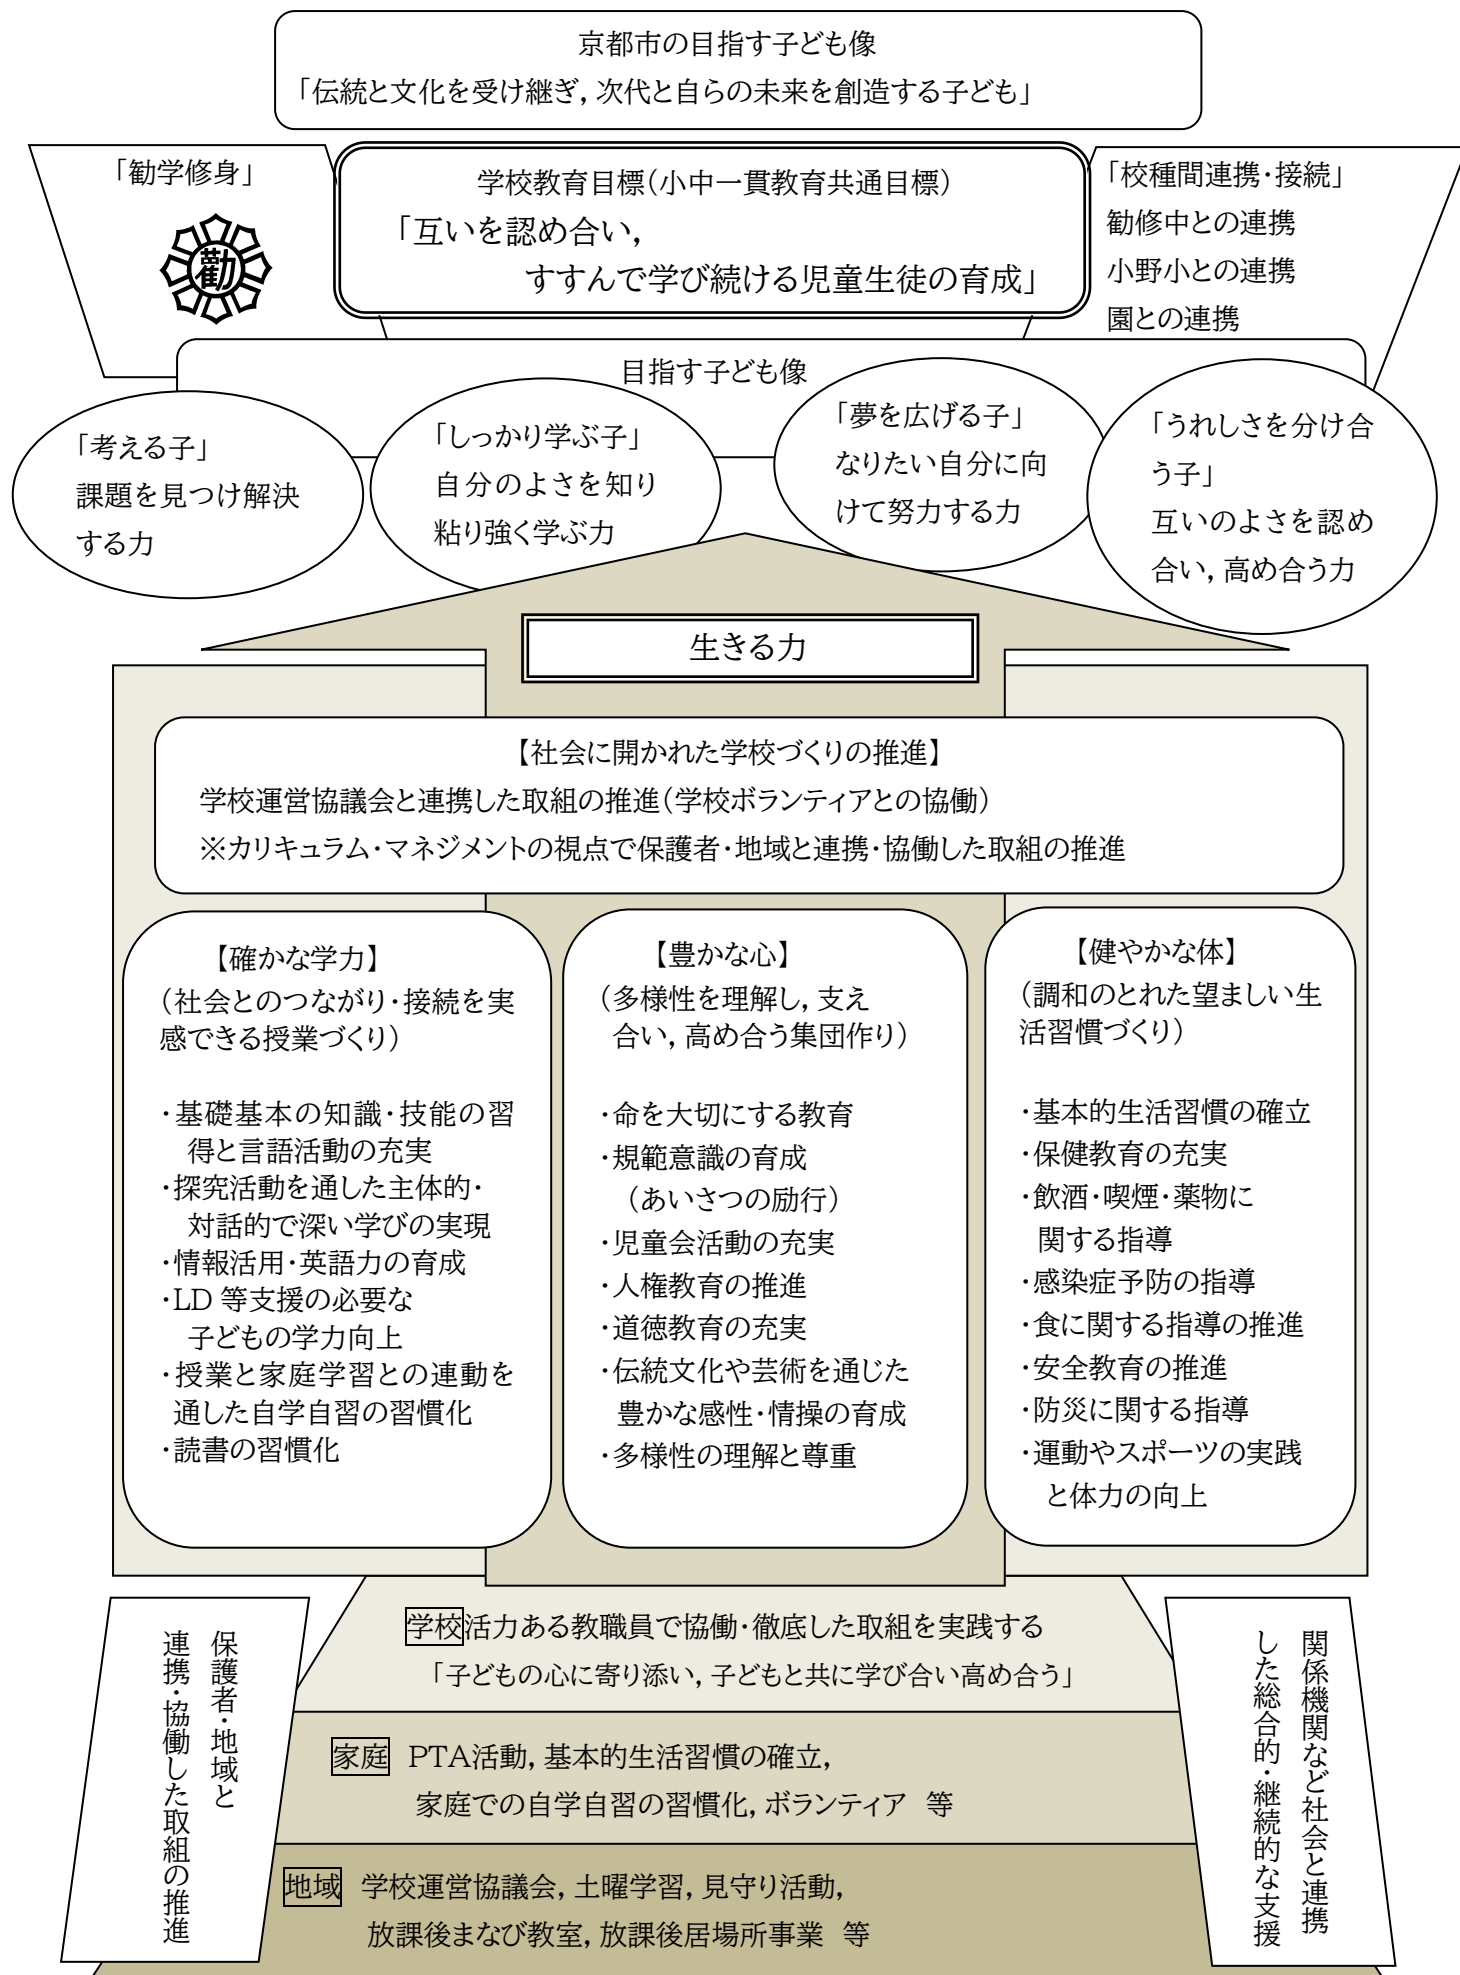 京都市の目指す子ども像
「伝統と文化を受け継ぎ，次代と自らの未来を創造する子ども」
「勧学修身」
勸
学校教育目標（小中一貫教育共通目標）
「互いを認め合い，
すすんで学び続ける児童生徒の育成」
「校種間連携・接続」
勧修中との連携
小野小との連携
園との連携
目指す子ども像
「考える子」
課題を見つけ解決
する力
「しっかり学ぶ子」
自分のよさを知り
粘り強く学ぶ力
「夢を広げる子」
なりたい自分に向
けて努力する力
「うれしさを分け合
う子」
互いのよさを認め
合い，高め合う力
生きる力
【社会に開かれた学校づくりの推進】
学校運営協議会と連携した取組の推進（学校ボランティアとの協働）
※カリキュラム・マネジメントの視点で保護者・地域と連携・協働した取組の推進
【確かな学力】
（社会とのつながり・接続を実
感できる授業づくり）
・基礎基本の知識・技能の習
得と言語活動の充実
・探究活動を通した主体的・
対話的で深い学びの実現
・情報活用・英語力の育成
・LD 等支援の必要な
子どもの学力向上
・授業と家庭学習との連動を
通した自学自習の習慣化
・読書の習慣化
【豊かな心】
（多様性を理解し，支え
合い，高め合う集団作り）
・命を大切にする教育
・規範意識の育成
（あいさつの励行）
・児童会活動の充実
・人権教育の推進
・道徳教育の充実
・伝統文化や芸術を通じた
豊かな感性・情操の育成
・多様性の理解と尊重
【健やかな体】
（調和のとれた望ましい生
活習慣づくり）
・基本的生活習慣の確立
・保健教育の充実
・飲酒・喫煙・薬物に
関する指導
・感染症予防の指導
・食に関する指導の推進
・安全教育の推進
・防災に関する指導
・運動やスポーツの実践
と体力の向上
保護者・地域と
連携・協働した取組の推進
学校活力ある教職員で協働・徹底した取組を実践する
「子どもの心に寄り添い，子どもと共に学び合い高め合う」
家庭　PTA活動，基本的生活習慣の確立，
家庭での自学自習の習慣化，ボランティア　等
地域　学校運営協議会，土曜学習，見守り活動，
放課後まなび教室，放課後居場所事業　等
関係機関など社会と連携
した総合的・継続的な支援